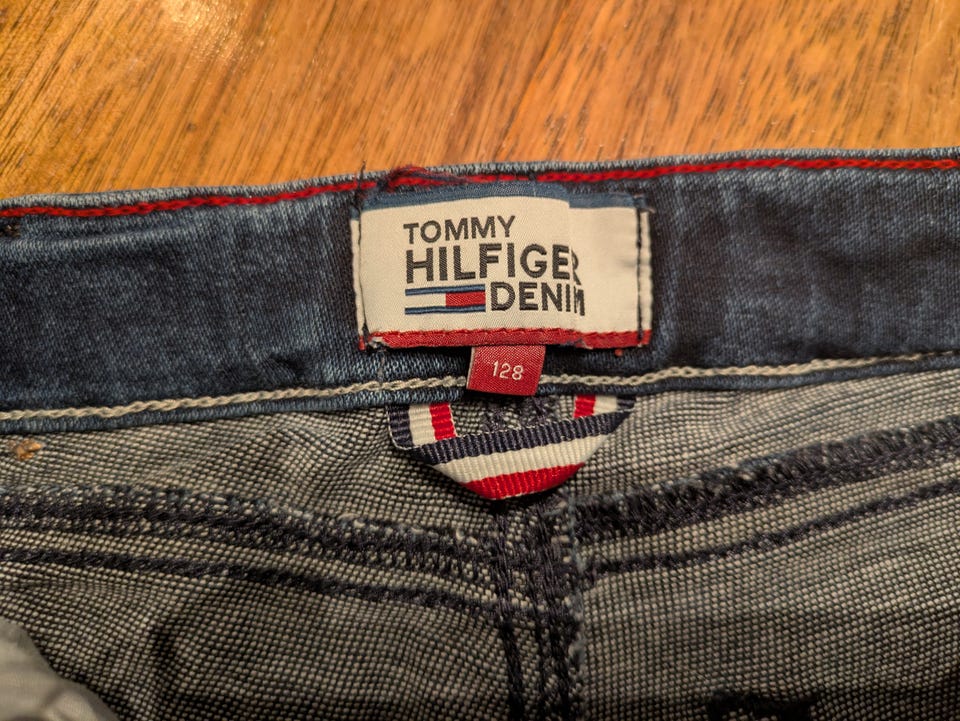 TOMMY
HILFIGER
DENIM
128